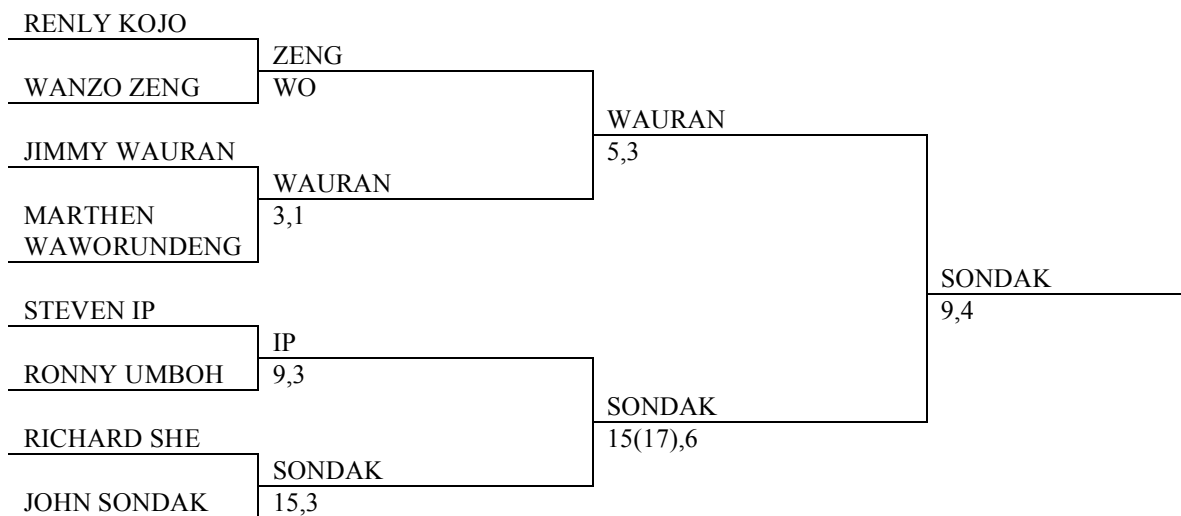 RENLY KOJO
ZENG
WANZO ZENG
WO
WAURAN
JIMMY WAURAN
5,3
WAURAN
MARTHEN
3,1
WAWORUNDENG
SONDAK
STEVEN IP
9,4
IP
RONNY UMBOH
9,3
SONDAK
RICHARD SHE
15(17),6
SONDAK
JOHN SONDAK
15,3